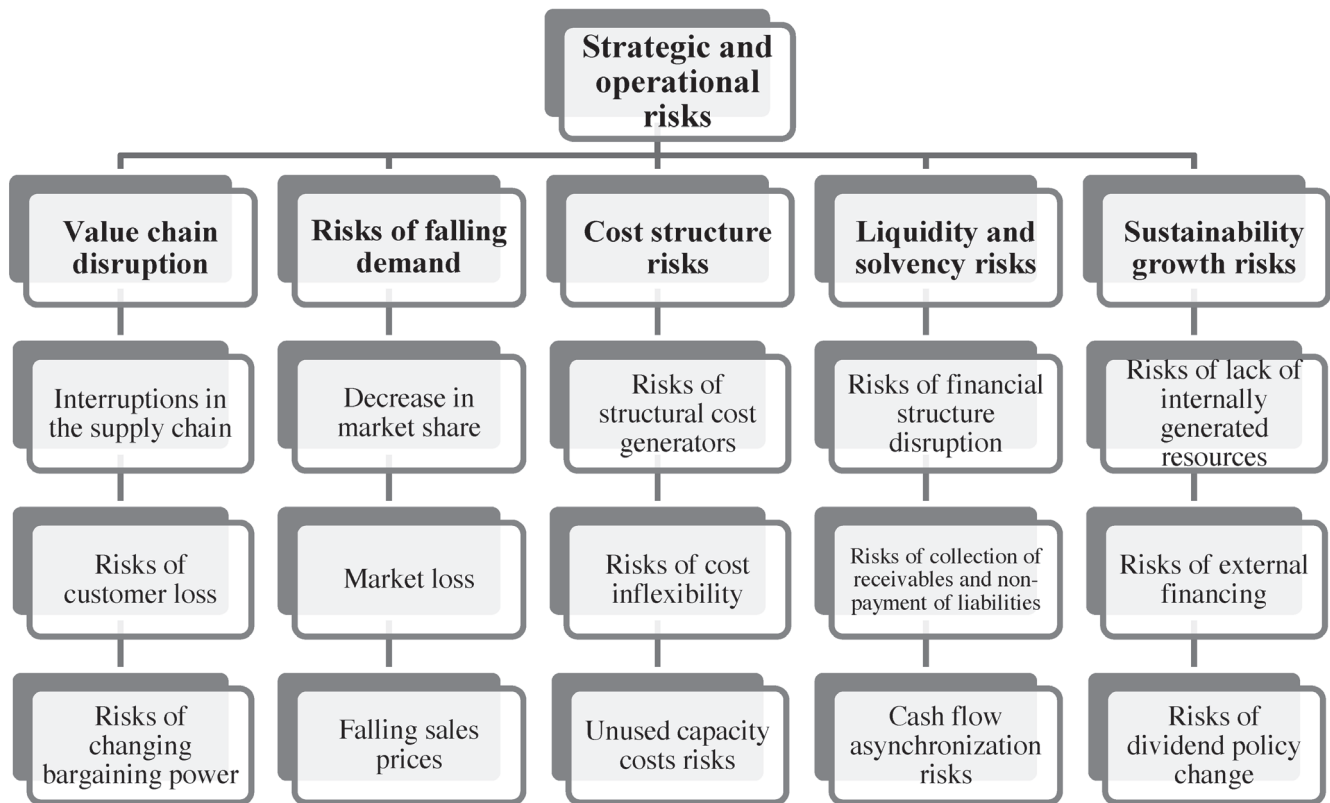 Strategic and
operational
risks
Value chain
disruption
Risks of falling
demand
Cost structure
risks
Liquidity and
solvency risks
Sustainability
growth risks
Interruptions in
the supply chain
Decrease in
market share
Risks of
structural cost
generators
Risks of financial
structure
disruption
Risks of lack of
internally
generated
resources
Risks of
customer loss
Market loss
Risks of cost
inflexibility
Risks of collection of
receivables and non-
payment of liabilities
Risks of external
financing
Risks of
changing
bargaining power
Falling sales
prices
Unused capacity
costs risks
Cash flow
asynchronization
risks
Risks of
dividend policy
change